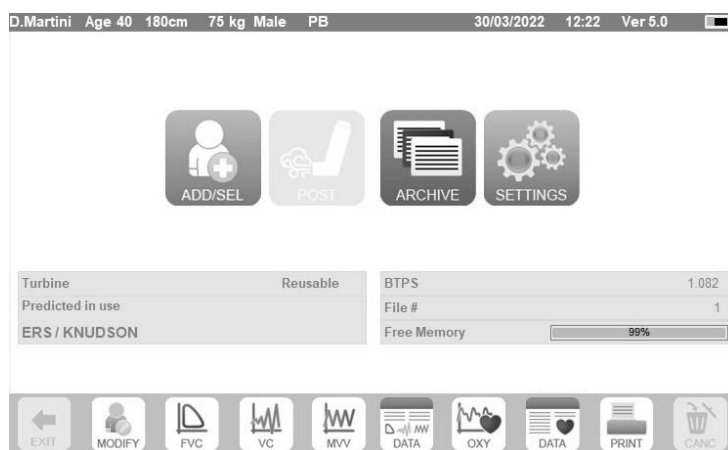 D.Martini Age 40 180cm 75 kg Male PB 30/03/2022 12:22 Ver 5.0
ADD/SEL POST ARCHIVE SETTINGS
Turbine Reusable
Predicted in use
ERS / KNUDSON
BTPS 1.082
File # 1
Free Memory 99%
EXIT MODIFY FVC VC MVV DATA OXY DATA PRINT CANC